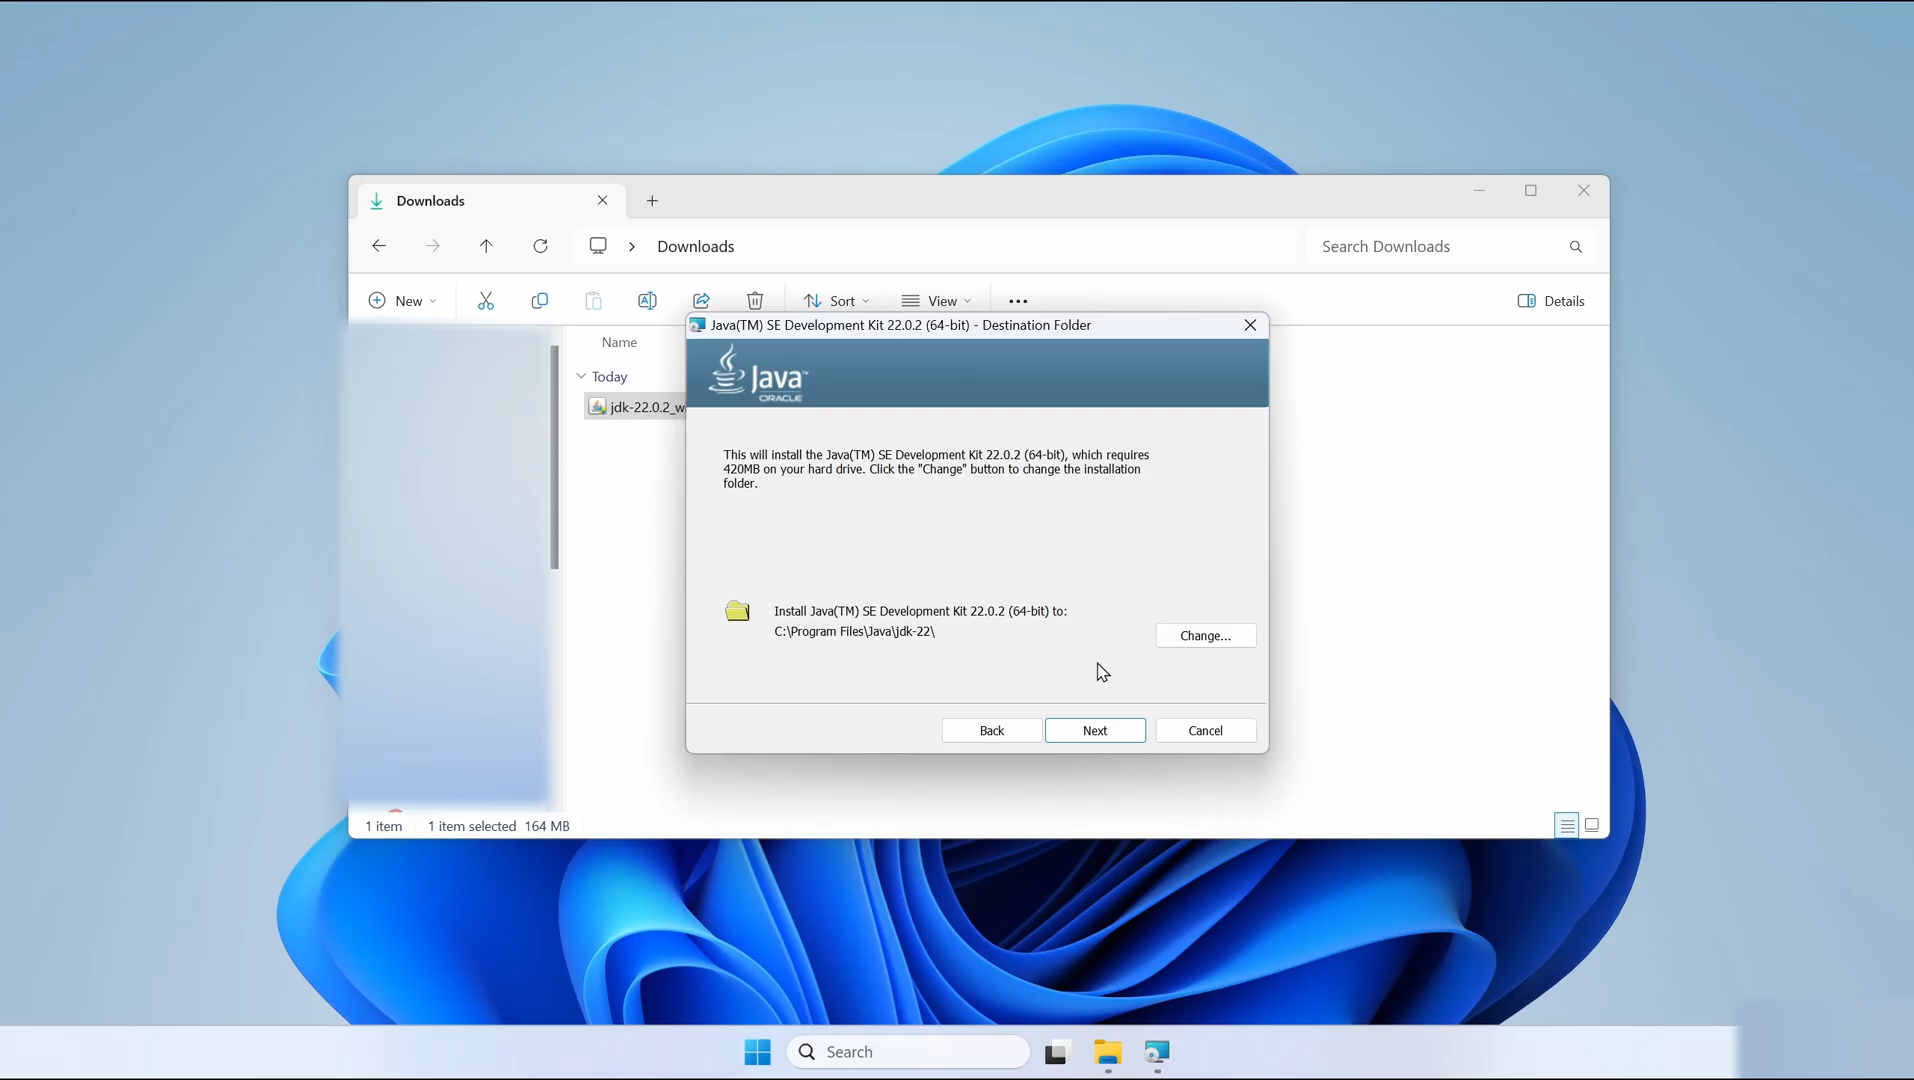 Downloads
Downloads
Search Downloads
New
Sort
View
Details
Name
Today
jdk-22.0.2_w
Java(TM) SE Development Kit 22.0.2 (64-bit) - Destination Folder
Java™
ORACLE
This will install the Java(TM) SE Development Kit 22.0.2 (64-bit), which requires
420MB on your hard drive. Click the "Change" button to change the installation
folder.
Install Java(TM) SE Development Kit 22.0.2 (64-bit) to:
C:\Program Files\Java\jdk-22\
Change...
Back
Next
Cancel
1 item
1 item selected 164 MB
Search